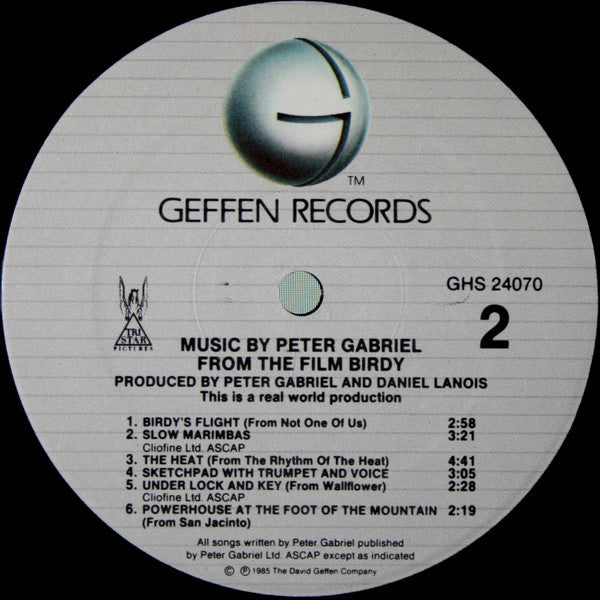 TM
GEFFEN RECORDS
GHS 24070
2
TRI
STAR
PICTURES
MUSIC BY PETER GABRIEL
FROM THE FILM BIRDY
PRODUCED BY PETER GABRIEL AND DANIEL LANOIS
This is a real world production
1. BIRDY'S FLIGHT (From Not One Of Us) 2:58
2. SLOW MARIMBAS 3:21
Cliofine Ltd. ASCAP
3. THE HEAT (From The Rhythm Of The Heat) 4:41
4. SKETCHPAD WITH TRUMPET AND VOICE 3:05
5. UNDER LOCK AND KEY (From Wallflower) 2:28
Cliofine Ltd. ASCAP
6. POWERHOUSE AT THE FOOT OF THE MOUNTAIN 2:19
(From San Jacinto)
All songs written by Peter Gabriel published
by Peter Gabriel Ltd. ASCAP except as indicated
© ℗ 1985 The David Geffen Company